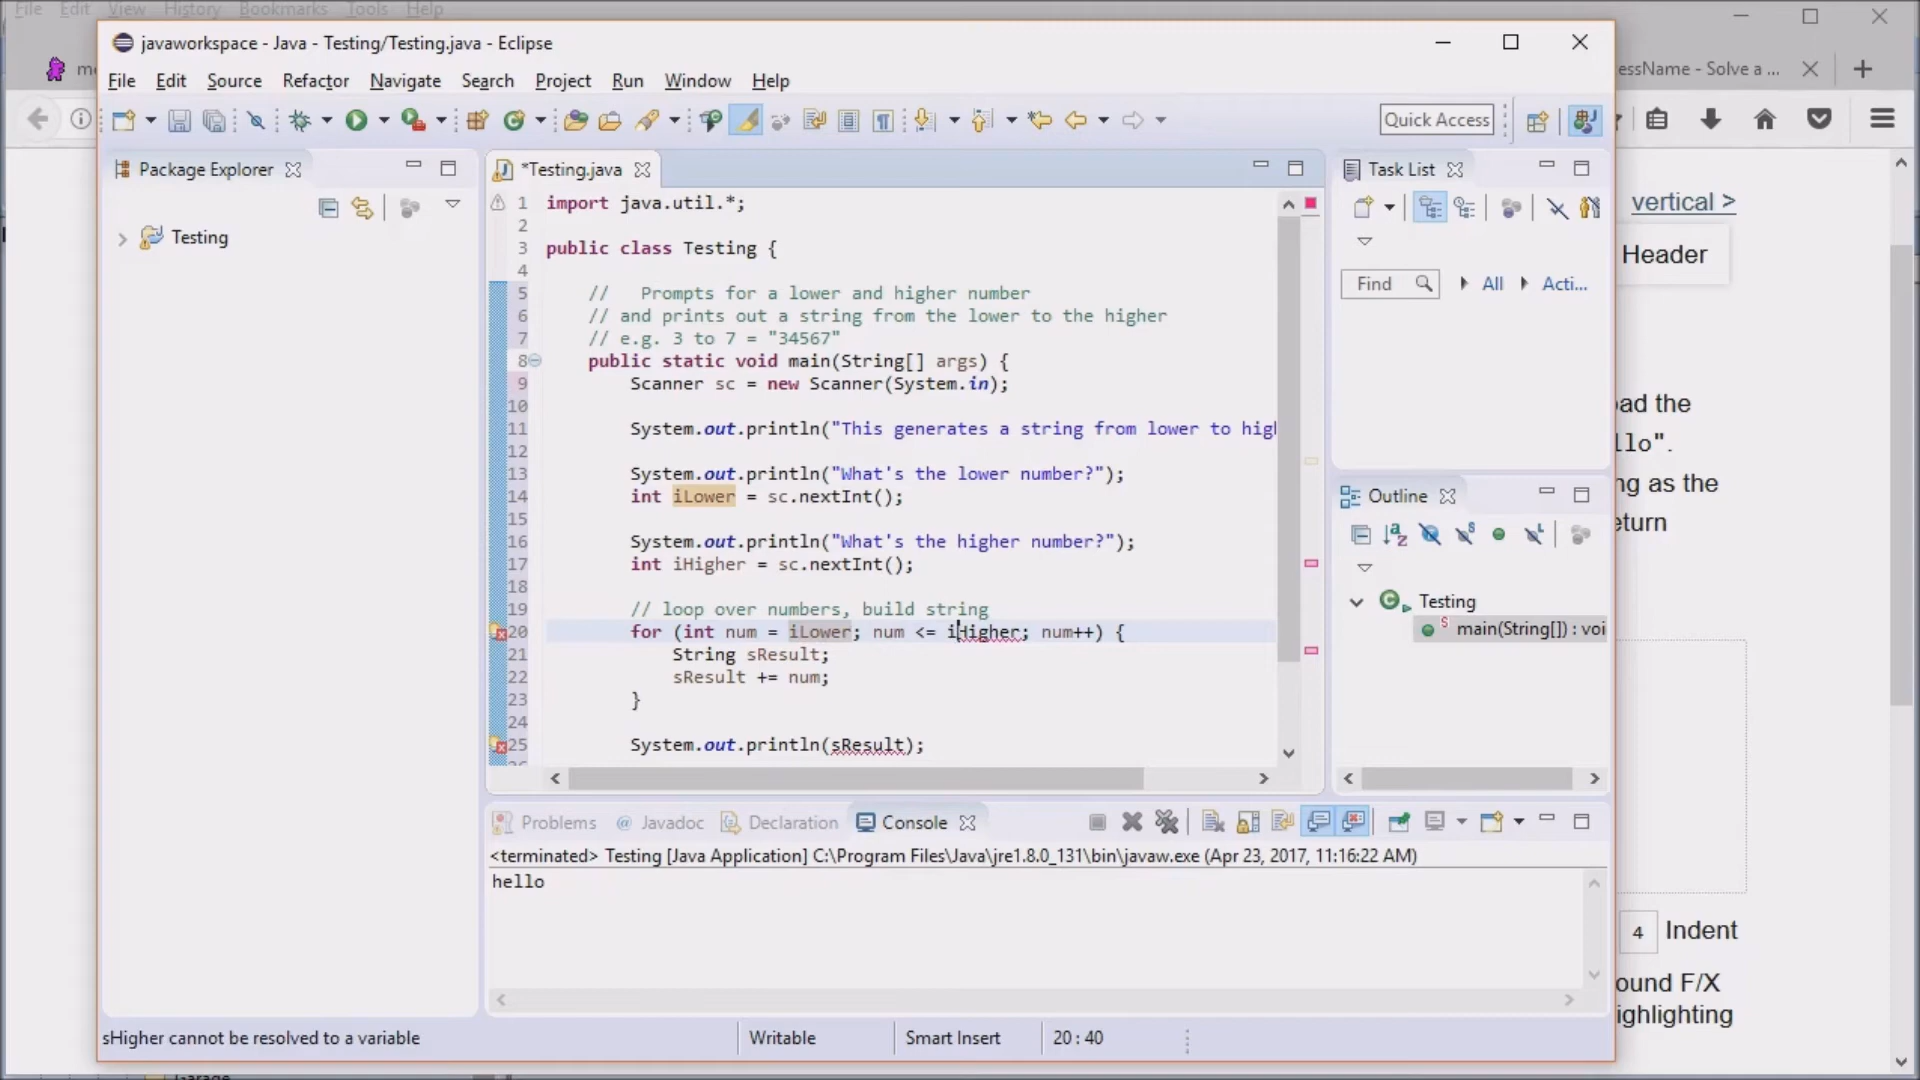 File Edit View History Bookmarks Tools Help
javaworkspace - Java - Testing/Testing.java - Eclipse
essName - Solve a ...
File Edit Source Refactor Navigate Search Project Run Window Help
Quick Access
Package Explorer
*Testing.java
Task List
Testing
vertical >
Header
Find
All
Acti...
1 import java.util.*;
2
3 public class Testing {
4
5 //   Prompts for a lower and higher number
6 // and prints out a string from the lower to the higher
7 // e.g. 3 to 7 = "34567"
8 public static void main(String[] args) {
9 Scanner sc = new Scanner(System.in);
10
11 System.out.println("This generates a string from lower to high
12
13 System.out.println("What's the lower number?");
14 int iLower = sc.nextInt();
15
16 System.out.println("What's the higher number?");
17 int iHigher = sc.nextInt();
18
19 // loop over numbers, build string
20 for (int num = iLower; num <= iHigher; num++) {
21 String sResult;
22 sResult += num;
23 }
24
25 System.out.println(sResult);
Outline
Testing
main(String[]) : voi
ad the
llo".
ng as the
eturn
Problems @ Javadoc Declaration Console
<terminated> Testing [Java Application] C:\Program Files\Java\jre1.8.0_131\bin\javaw.exe (Apr 23, 2017, 11:16:22 AM)
hello
4 Indent
ound F/X
ighlighting
sHigher cannot be resolved to a variable
Writable
Smart Insert
20 : 40